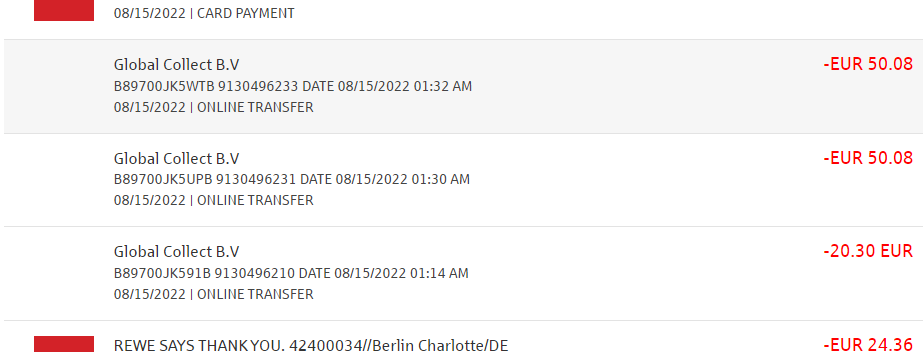 08/15/2022 | CARD PAYMENT
Global Collect B.V
-EUR 50.08
B89700JK5WTB 9130496233 DATE 08/15/2022 01:32 AM
08/15/2022 | ONLINE TRANSFER
Global Collect B.V
-EUR 50.08
B89700JK5UPB 9130496231 DATE 08/15/2022 01:30 AM
08/15/2022 | ONLINE TRANSFER
Global Collect B.V
-20.30 EUR
B89700JK591B 9130496210 DATE 08/15/2022 01:14 AM
08/15/2022 | ONLINE TRANSFER
REWE SAYS THANK YOU. 42400034//Berlin Charlotte/DE
-EUR 24.36